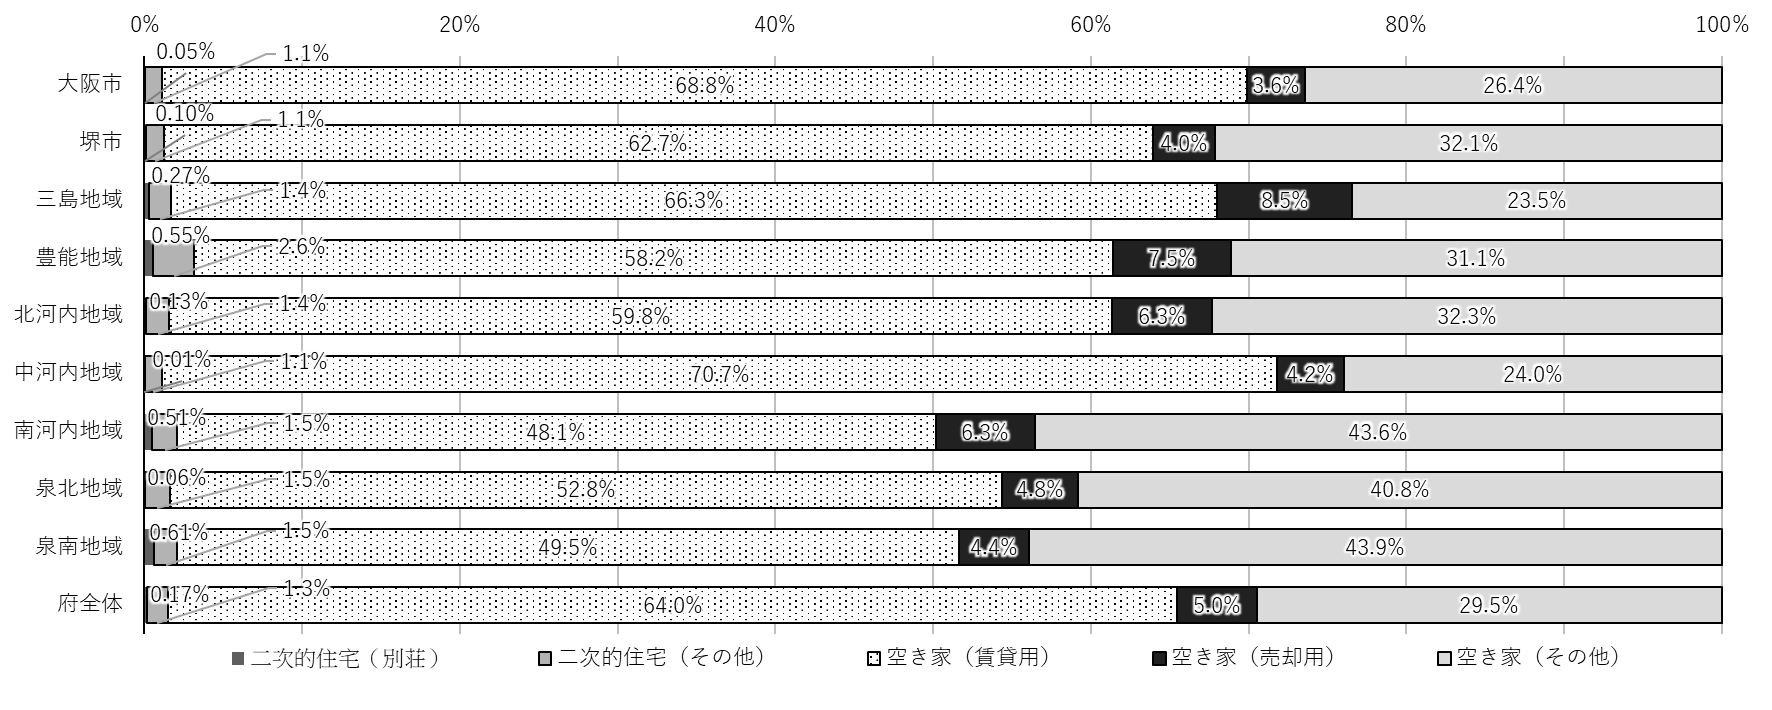 0% 20% 40% 60% 80% 100%
大阪市 0.05% 1.1% 68.8% 3.6% 26.4%
堺市 0.10% 1.1% 62.7% 4.0% 32.1%
三島地域 0.27% 1.4% 66.3% 8.5% 23.5%
豊能地域 0.55% 2.6% 58.2% 7.5% 31.1%
北河内地域 0.13% 1.4% 59.8% 6.3% 32.3%
中河内地域 0.01% 1.1% 70.7% 4.2% 24.0%
南河内地域 0.51% 1.5% 48.1% 6.3% 43.6%
泉北地域 0.06% 1.5% 52.8% 4.8% 40.8%
泉南地域 0.61% 1.5% 49.5% 4.4% 43.9%
府全体 0.17% 1.3% 64.0% 5.0% 29.5%
二次的住宅（別荘） 二次的住宅（その他） 空き家（賃貸用） 空き家（売却用） 空き家（その他）